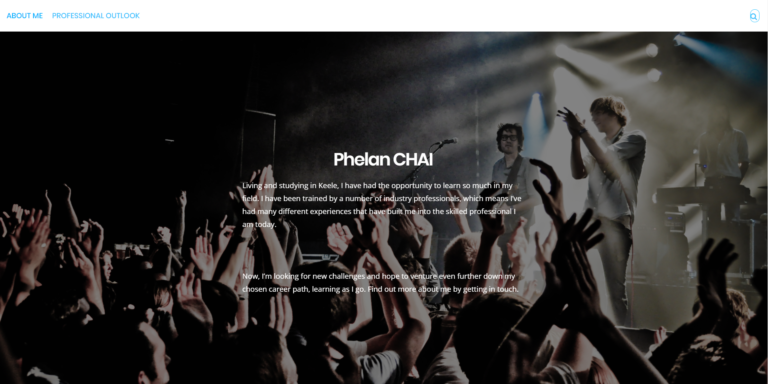 ABOUT ME PROFESSIONAL OUTLOOK
Phelan CHAI
Living and studying in Keele, I have had the opportunity to learn so much in my
field. I have been trained by a number of industry professionals, which means I've
had many different experiences that have built me into the skilled professional I
am today.
Now, I'm looking for new challenges and hope to venture even further down my
chosen career path, learning as I go. Find out more about me by getting in touch.